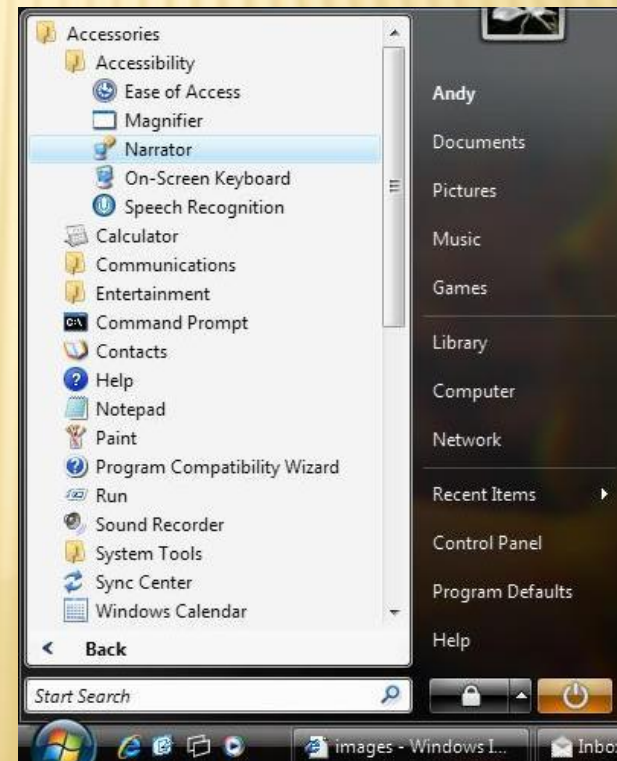 Accessories
Accessibility
Ease of Access
Magnifier
Narrator
On-Screen Keyboard
Speech Recognition
Calculator
Communications
Entertainment
Command Prompt
Contacts
Help
Notepad
Paint
Program Compatibility Wizard
Run
Sound Recorder
System Tools
Sync Center
Windows Calendar
Back
Start Search
Andy
Documents
Pictures
Music
Games
Library
Computer
Network
Recent Items
Control Panel
Program Defaults
Help
images - Windows I...
Inbox